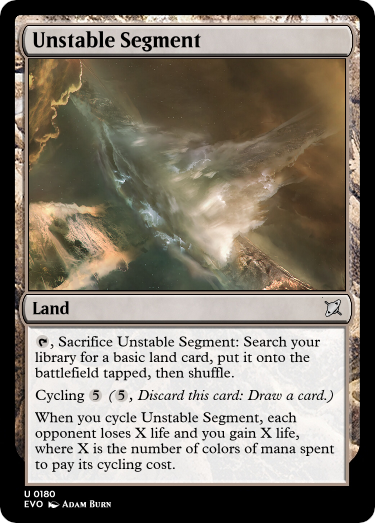 Unstable Segment
Land
, Sacrifice Unstable Segment: Search your
library for a basic land card, put it onto the
battlefield tapped, then shuffle.
Cycling 5 (5, Discard this card: Draw a card.)
When you cycle Unstable Segment, each
opponent loses X life and you gain X life,
where X is the number of colors of mana spent
to pay its cycling cost.
U 0180
EVO Adam Burn